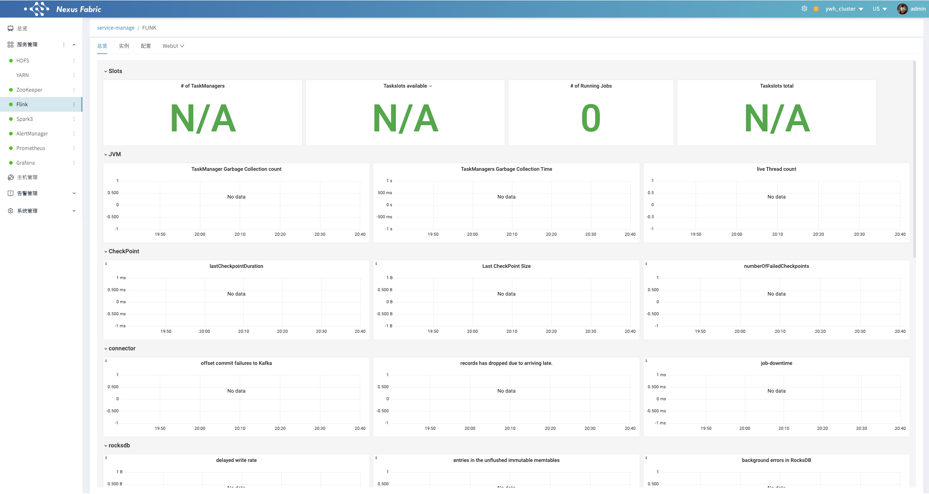 Nexus Fabric
ywh_cluster
US
admin
总览
服务管理
HDFS
YARN
ZooKeeper
Flink
Spark3
AlertManager
Prometheus
Grafana
主机管理
告警管理
系统管理
service-manage / FLINK
总览 实例 配置 WebUI
Slots
# of TaskManagers
N/A
Taskslots available ~
N/A
# of Running Jobs
0
Taskslots total
N/A
JVM
TaskManager Garbage Collection count
1
0.500
0
-0.500
-1
No data
19:50 20:00 20:10 20:20 20:30 20:40
TaskManagers Garbage Collection Time
1 s
500 ms
0 s
-500 ms
-1 s
No data
19:50 20:00 20:10 20:20 20:30 20:40
live Thread count
1
0.5
0
-0.5
-1
No data
19:50 20:00 20:10 20:20 20:30 20:40
CheckPoint
lastCheckpointDuration
1 ms
0.500 ms
0 ms
-0.500 ms
-1 ms
No data
19:50 20:00 20:10 20:20 20:30 20:40
Last CheckPoint Size
1 B
0.500 B
0 B
-0.500 B
-1 B
No data
19:50 20:00 20:10 20:20 20:30 20:40
numberOfFailedCheckpoints
1
0.500
0
-0.500
-1
No data
19:50 20:00 20:10 20:20 20:30 20:40
connector
offset commit failures to Kafka
1
0.500
0
-0.500
-1
No data
19:50 20:00 20:10 20:20 20:30 20:40
records has dropped due to arriving late.
1
0.500
0
-0.500
-1
No data
19:50 20:00 20:10 20:20 20:30 20:40
job-downtime
1 ms
0.500 ms
0 ms
-0.500 ms
-1 ms
No data
19:50 20:00 20:10 20:20 20:30 20:40
rocksdb
delayed write rate
1 B
0.500 B
entries in the unflushed immutable memtables
1
0.500
background errors in RocksDB
1
0.500